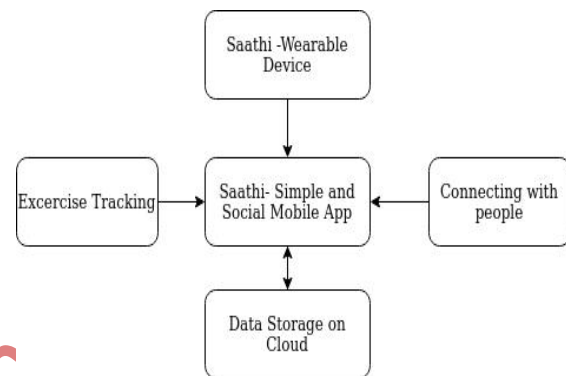 Saathi -Wearable
Device
Excercise Tracking
Saathi- Simple and
Social Mobile App
Connecting with
people
Data Storage on
Cloud